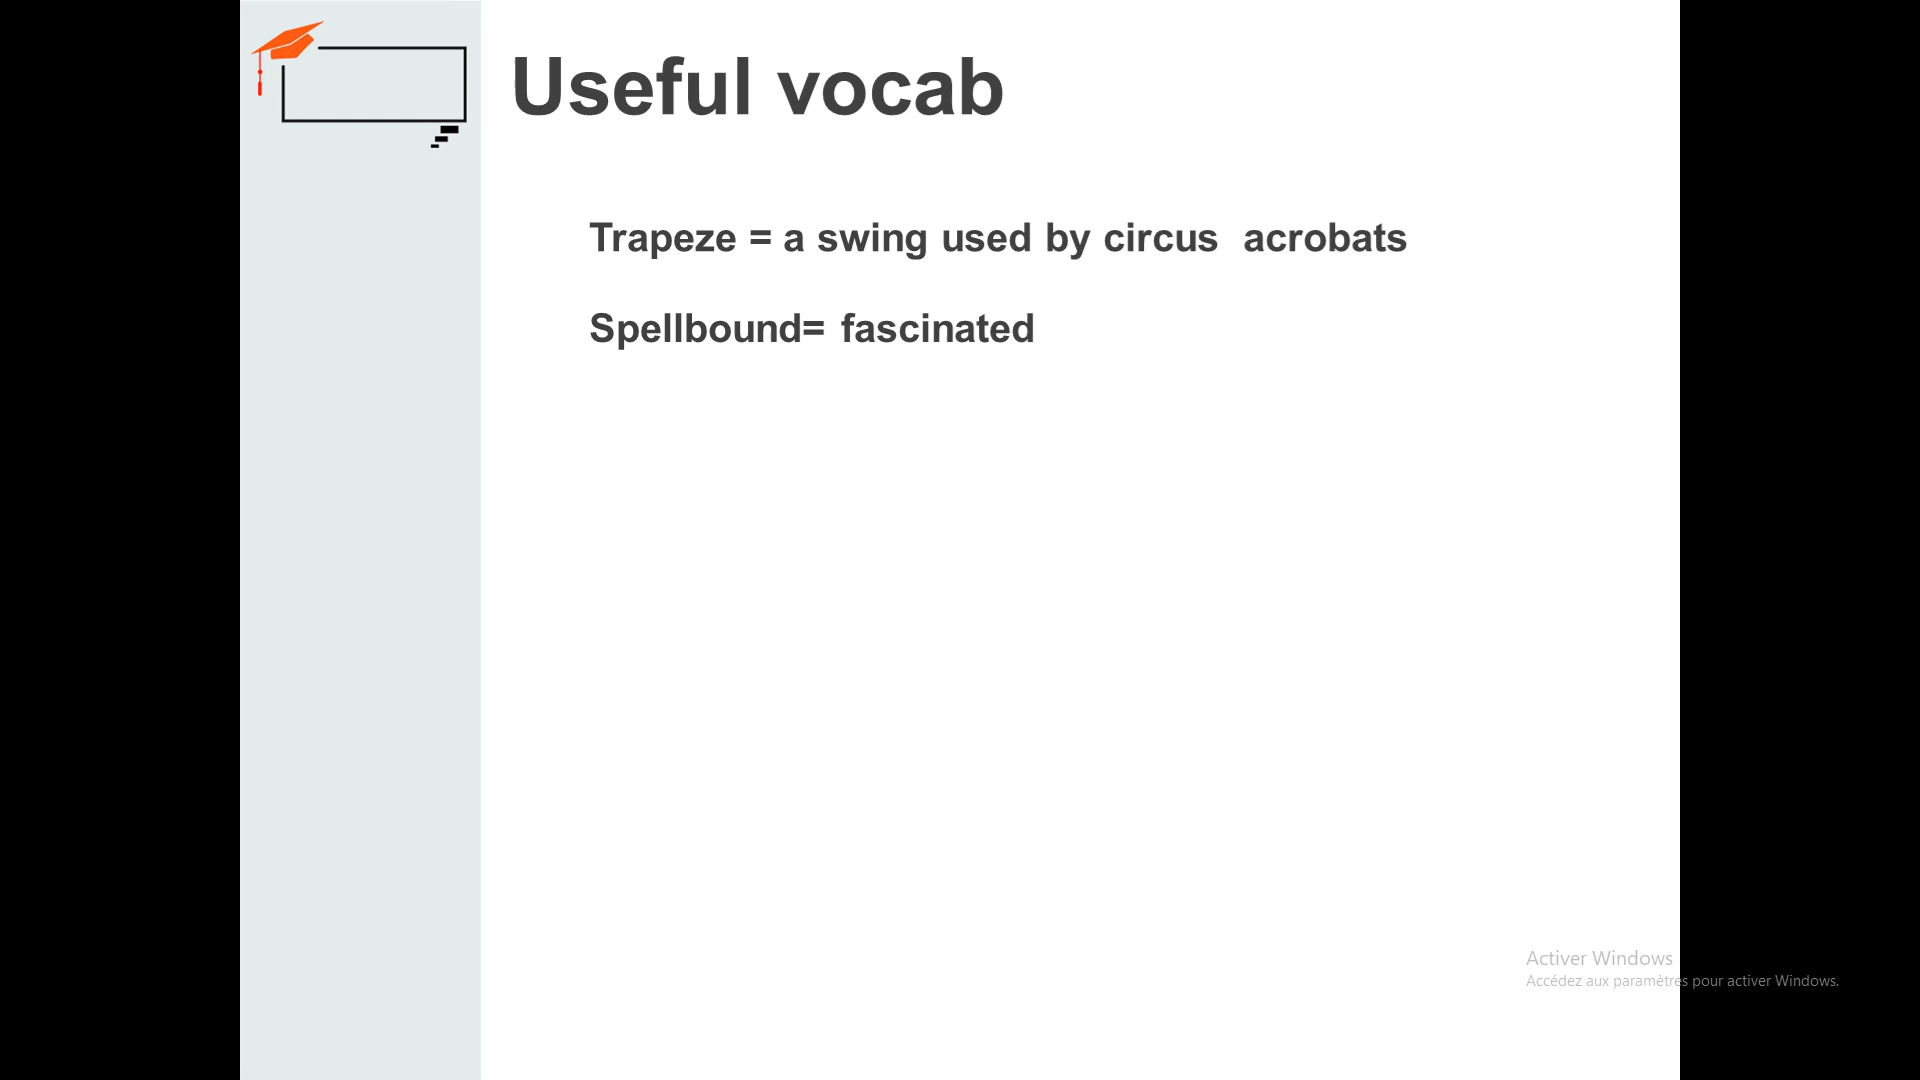 Useful vocab
Trapeze = a swing used by circus  acrobats
Spellbound= fascinated
Activer Windows
Accédez aux paramètres pour activer Windows.